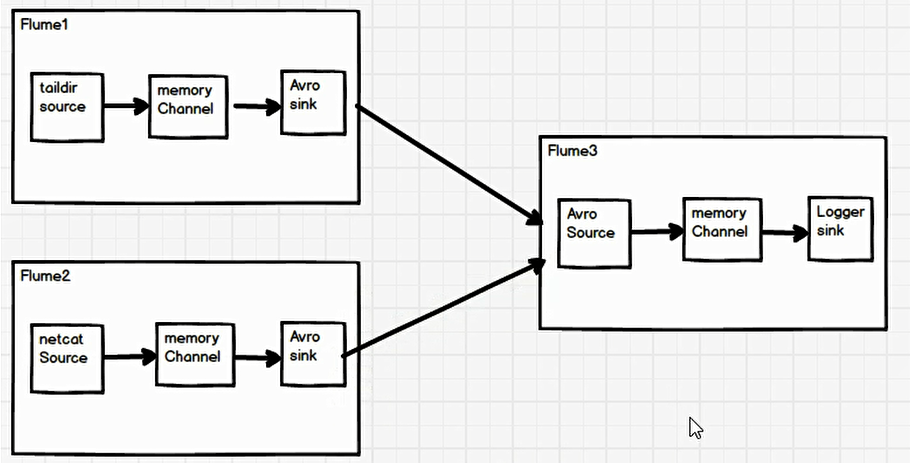 Flume1
taildir
source
memory
Channel
Avro
sink
Flume2
netcat
Source
memory
Channel
Avro
sink
Flume3
Avro
Source
memory
Channel
Logger
sink